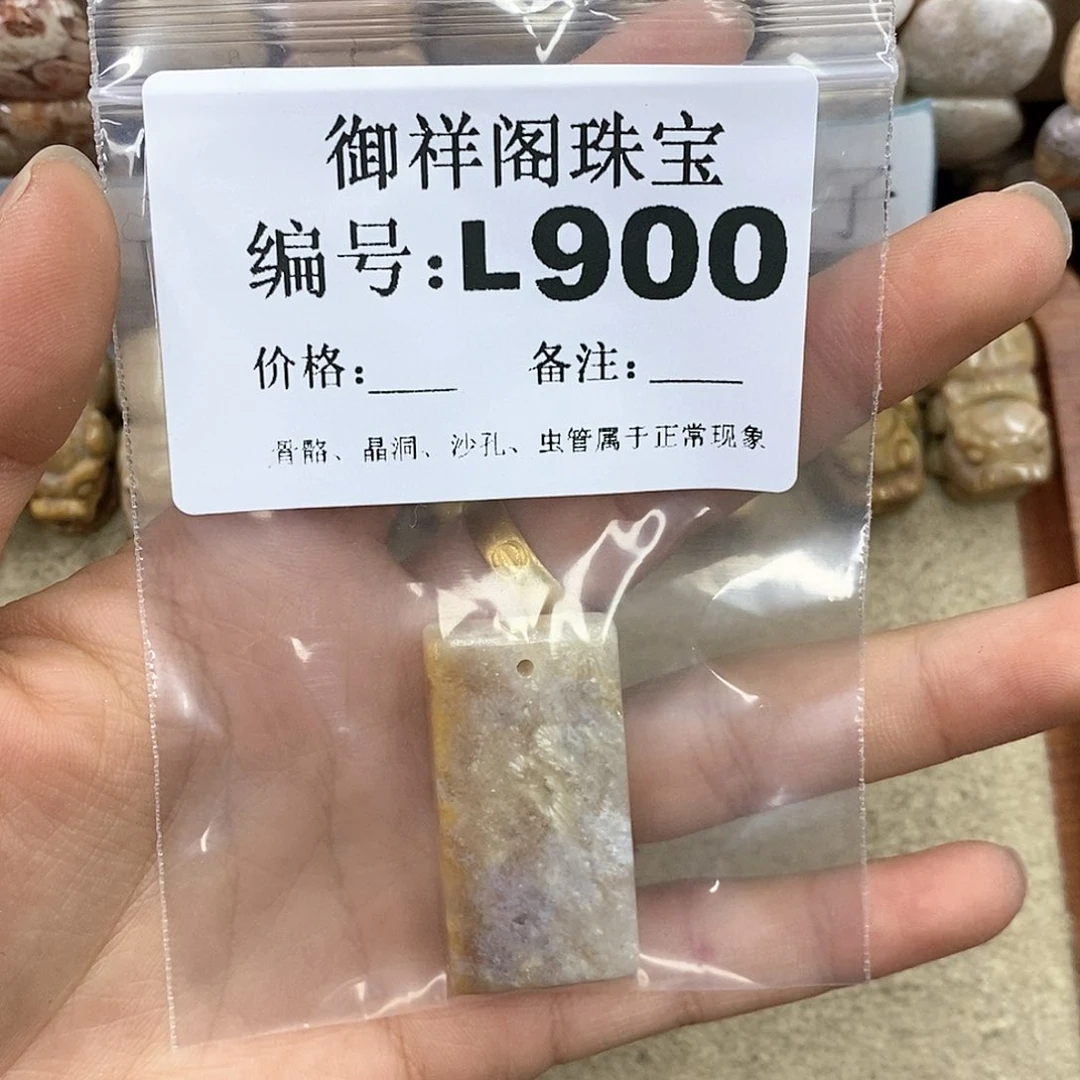 御祥阁珠宝
编号:L900
价格:____ 备注:____
骨骼、晶洞、沙孔、虫管属于正常现象